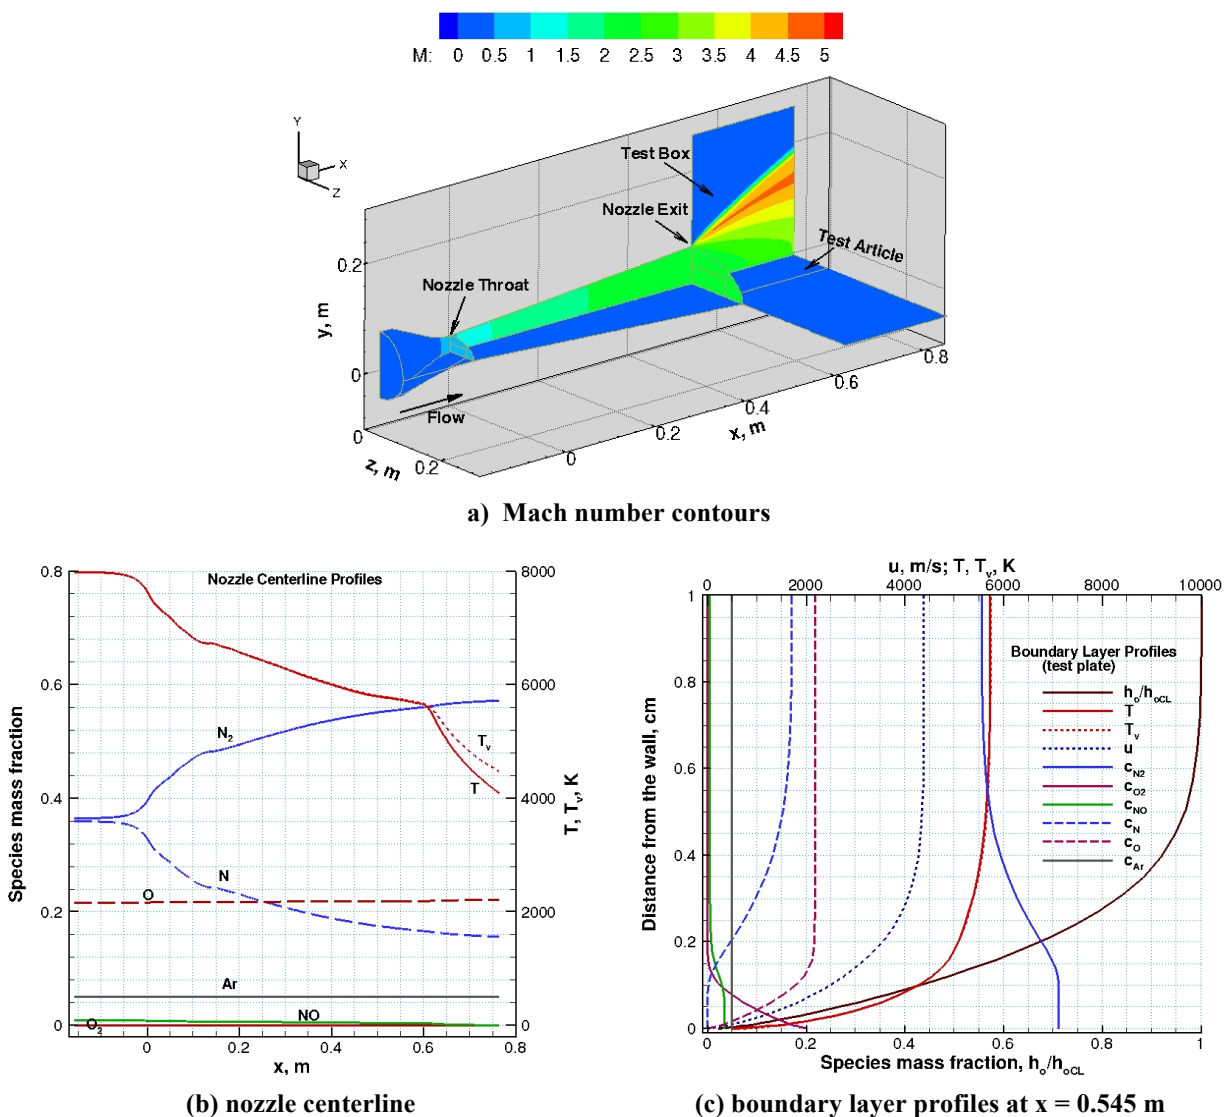 M: 0 0.5 1 1.5 2 2.5 3 3.5 4 4.5 5
Y
X
Z
Test Box
Nozzle Exit
Test Article
Nozzle Throat
Flow
y, m
0.2
0
x, m
0 0.2 0.4 0.6 0.8
z, m
0 0.2
a) Mach number contours
Nozzle Centerline Profiles
Species mass fraction
0.8
0.6
0.4
0.2
0
T, Tv, K
8000
6000
4000
2000
0
N2
Tv
T
N
O
Ar
NO
O2
0 0.2 0.4 0.6 0.8
x, m
(b) nozzle centerline
u, m/s; T, Tv, K
0 2000 4000 6000 8000 10000
Distance from the wall, cm
1
0.8
0.6
0.4
0.2
0
Boundary Layer Profiles
(test plate)
ho/hoCL
T
Tv
u
cN2
cO2
cNO
cN
cO
cAr
0 0.2 0.4 0.6 0.8 1
Species mass fraction, ho/hoCL
(c) boundary layer profiles at x = 0.545 m